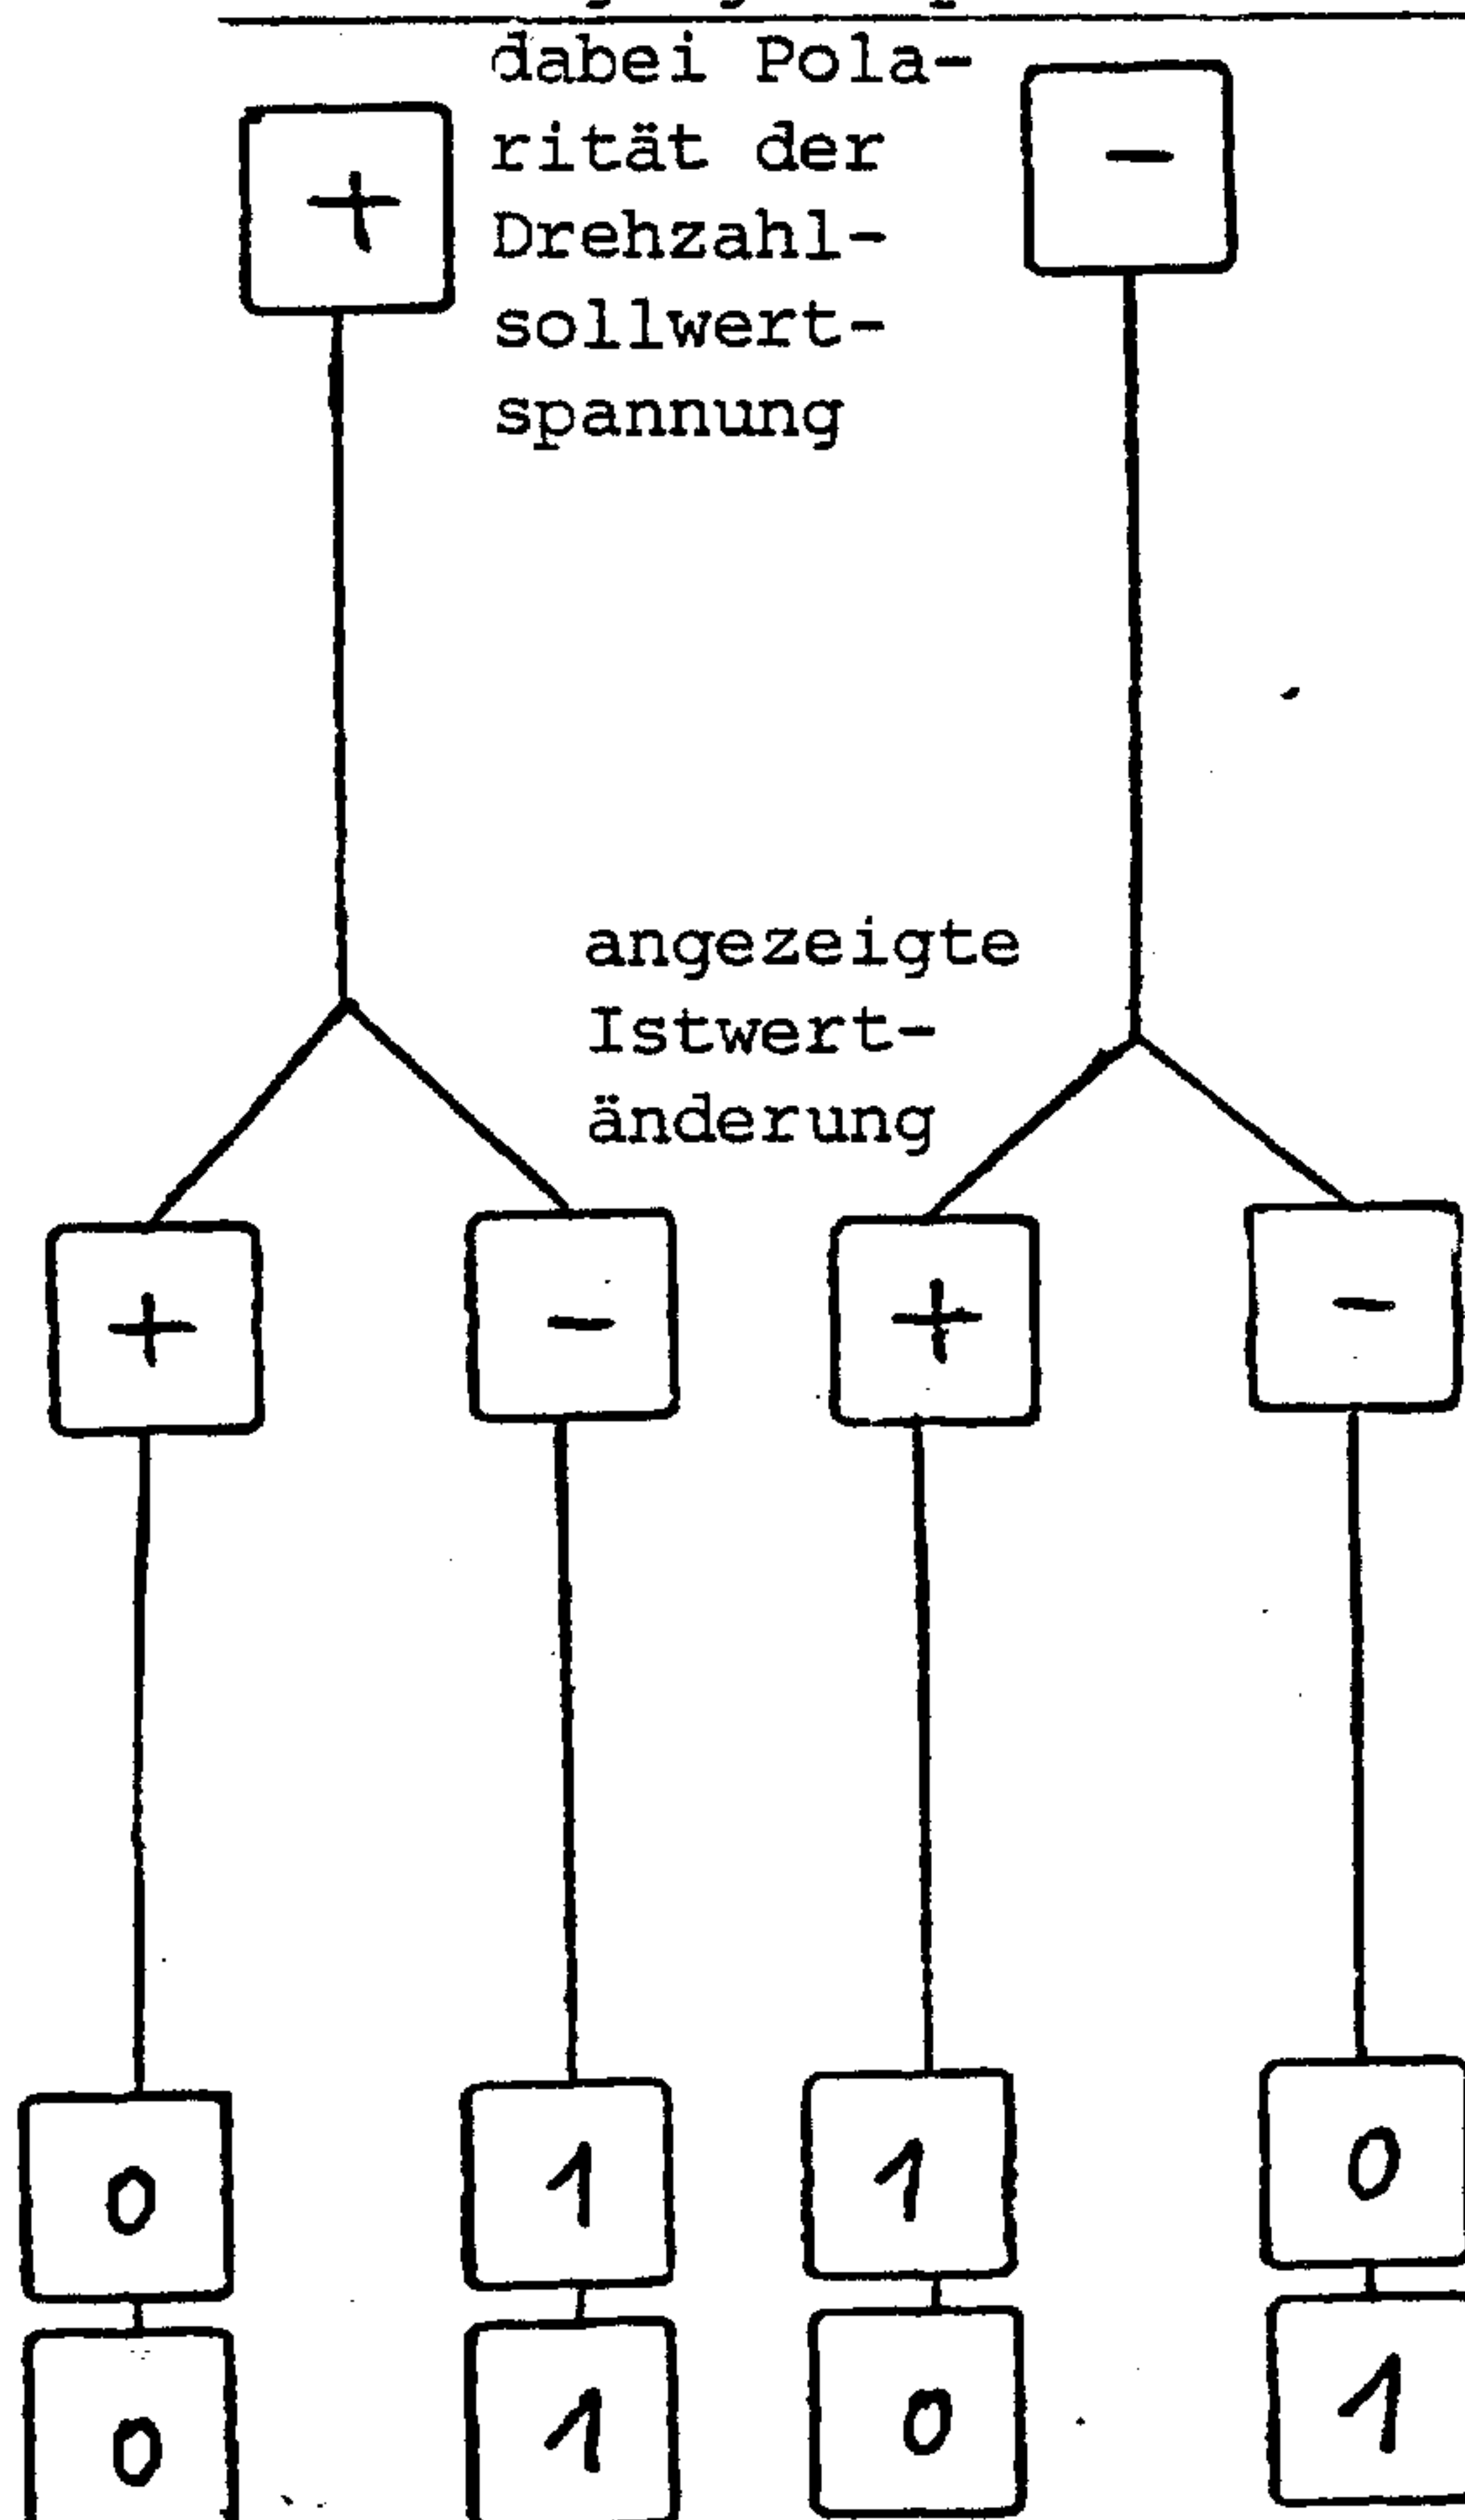 dabei Pola-
rität der
Drehzahl-
sollwert-
spannung
+ -
angezeigte
Istwert-
änderung
+ - + -
0 1 1 0
0 1 0 1